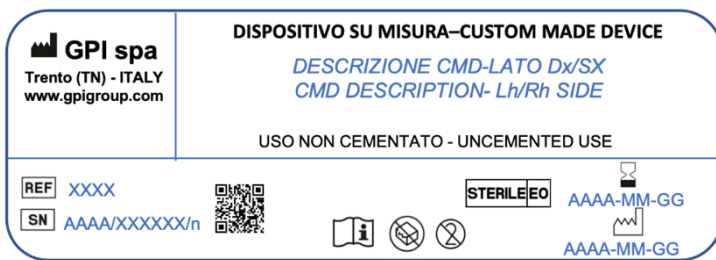 GPI spa
Trento (TN) - ITALY
www.gpigroup.com
DISPOSITIVO SU MISURA–CUSTOM MADE DEVICE
DESCRIZIONE CMD-LATO Dx/SX
CMD DESCRIPTION- Lh/Rh SIDE
USO NON CEMENTATO - UNCEMENTED USE
REF XXXX
SN AAAA/XXXXXX/n
i
2
STERILE EO
AAAA-MM-GG
AAAA-MM-GG